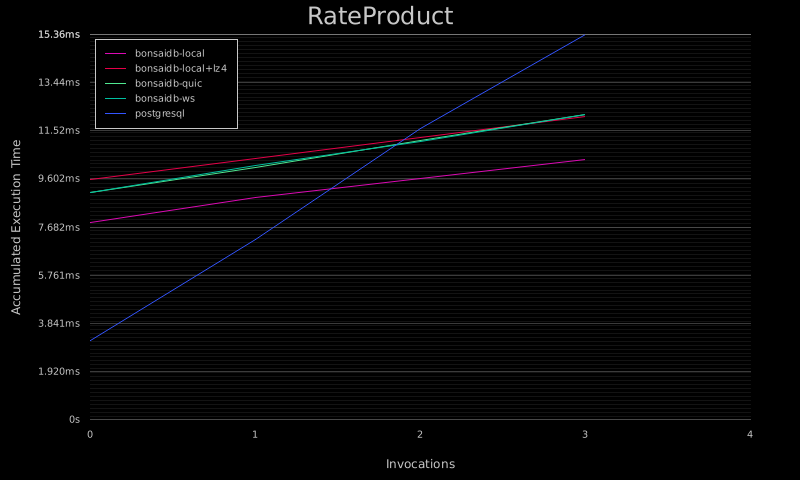 RateProduct
15.36ms
bonsaidb-local
bonsaidb-local+lz4
bonsaidb-quic
bonsaidb-ws
postgresql
13.44ms
11.52ms
9.602ms
7.682ms
5.761ms
3.841ms
1.920ms
0s
Accumulated Execution Time
0 1 2 3 4
Invocations